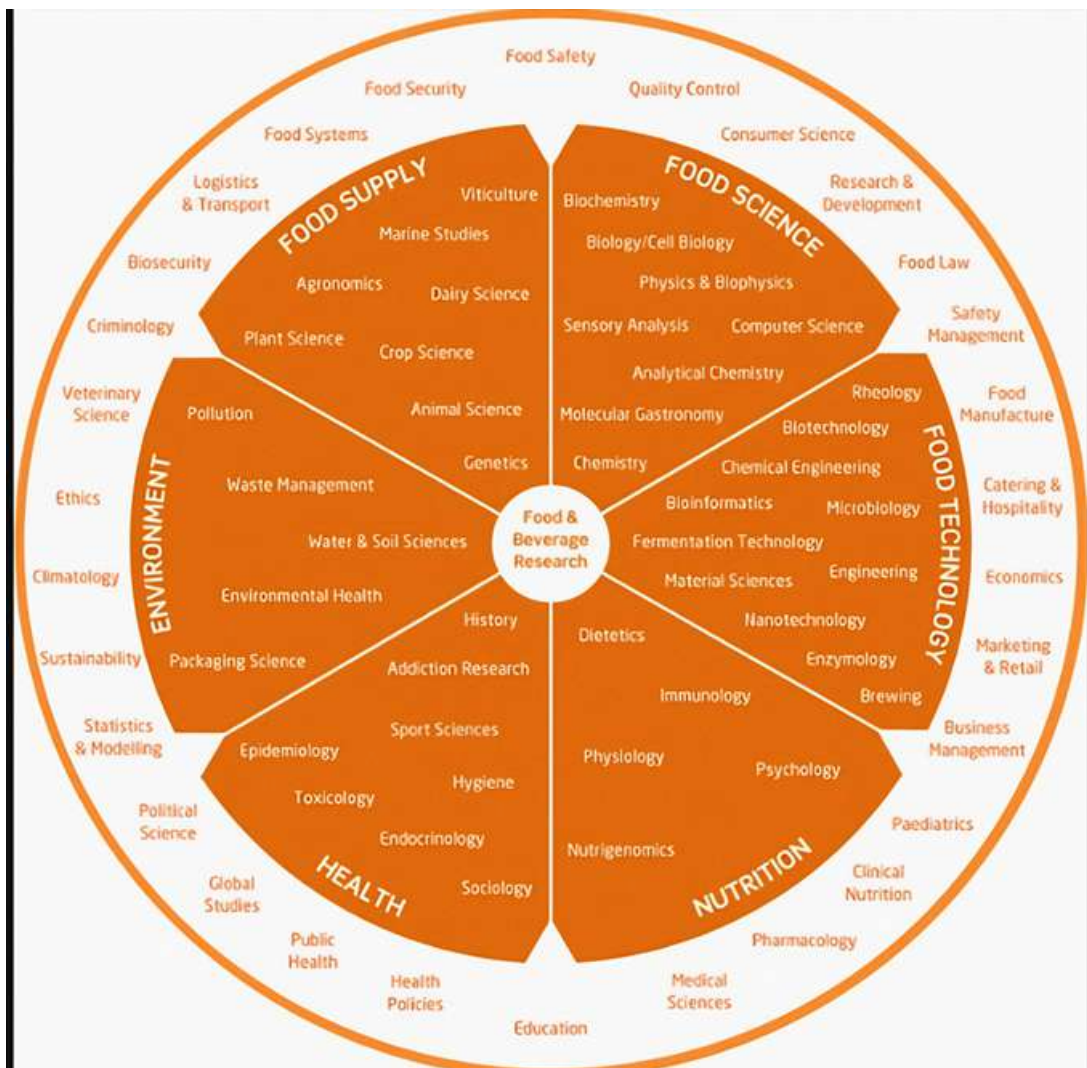 Food Safety
Food Security
Quality Control
Food Systems
Consumer Science
Logistics
& Transport
Research &
Development
Biosecurity
Food Law
Criminology
Safety
Management
Veterinary
Science
Food
Manufacture
Ethics
Catering &
Hospitality
Climatology
Economics
Sustainability
Marketing
& Retail
Statistics
& Modelling
Business
Management
Political
Science
Paediatrics
Global
Studies
Clinical
Nutrition
Public
Health
Pharmacology
Health
Policies
Medical
Sciences
Education
FOOD SUPPLY
Viticulture
Marine Studies
Agronomics
Dairy Science
Plant Science
Crop Science
Animal Science
Genetics
FOOD SCIENCE
Biochemistry
Biology/Cell Biology
Physics & Biophysics
Sensory Analysis
Computer Science
Analytical Chemistry
Molecular Gastronomy
Chemistry
FOOD TECHNOLOGY
Rheology
Biotechnology
Chemical Engineering
Bioinformatics
Microbiology
Fermentation Technology
Material Sciences
Engineering
Nanotechnology
Enzymology
Brewing
NUTRITION
Dietetics
Immunology
Physiology
Psychology
Nutrigenomics
HEALTH
History
Addiction Research
Sport Sciences
Epidemiology
Hygiene
Toxicology
Endocrinology
Sociology
ENVIRONMENT
Pollution
Waste Management
Water & Soil Sciences
Environmental Health
Packaging Science
Food &
Beverage
Research